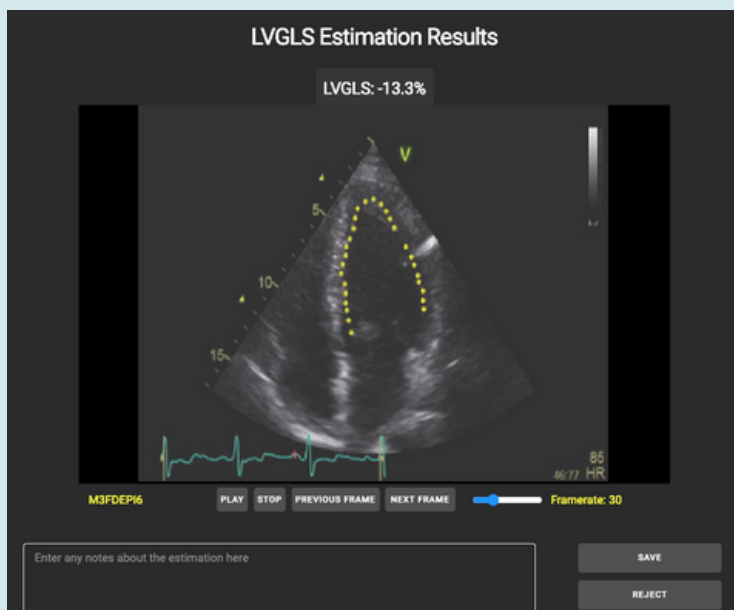 LVGLS Estimation Results
LVGLS: -13.3%
V
5
10
15
85
46:77 HR
M3FDEPI6 PLAY STOP PREVIOUS FRAME NEXT FRAME Framerate: 30
Enter any notes about the estimation here
SAVE
REJECT